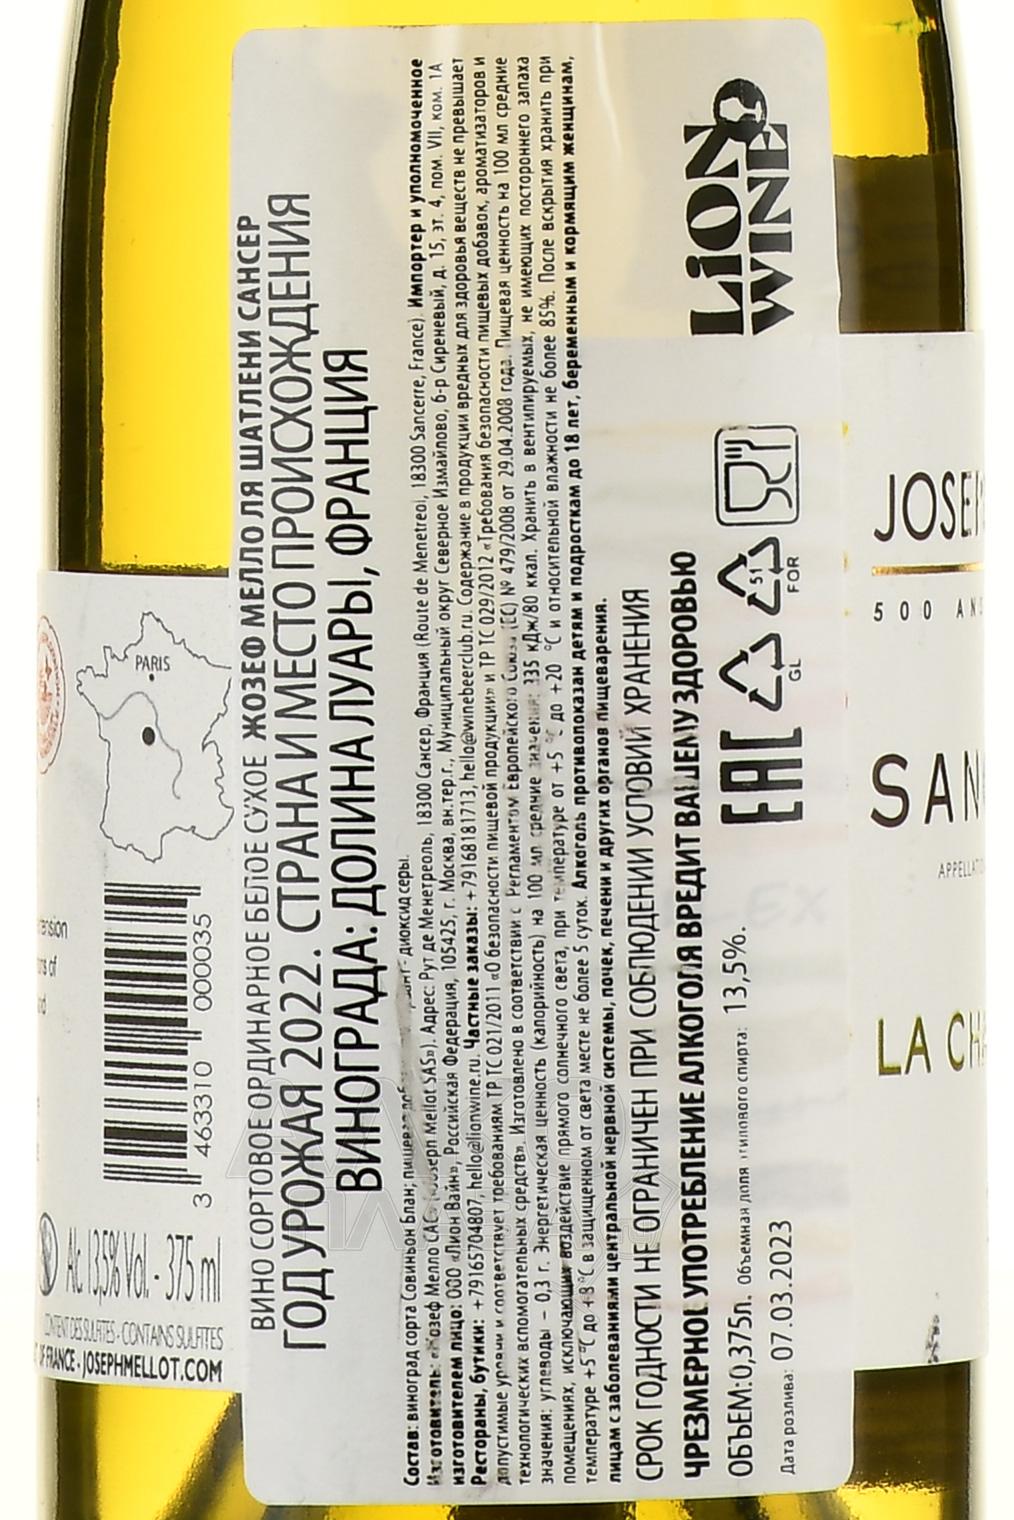 ВИНО СОРТОВОЕ ОРДИНАРНОЕ БЕЛОЕ СУХОЕ ЖОЗЕФ МЕЛЛО ЛЯ ШАТЛЕНИ САНСЕР
ГОД УРОЖАЯ 2022. СТРАНА И МЕСТО ПРОИСХОЖДЕНИЯ
ВИНОГРАДА: ДОЛИНА ЛУАРЫ, ФРАНЦИЯ
Состав: виноград сорта Совиньон Блан, диоксид серы.
Изготовитель: «Жозеф Мелло САС» («Joseph Mellot SAS»). Адрес: Рут де Менетреоль, 18300 Сансер, Франция (Route de Menetreol, 18300 Sancerre, France). Импортер и уполномоченное
изготовителем лицо: ООО «Лион Вайн», Российская Федерация, 105425, г. Москва, вн.тер.г., Муниципальный округ Северное Измайлово, б-р Сиреневый, д. 15, эт. 4, пом. VII, ком. 1А
Рестораны, бутики: +79165704807, hello@lionwine.ru. Частные заказы: +79168181713, hello@winebeerclub.ru. Содержание в продукции вредных для здоровья веществ не превышает
допустимые уровни и соответствует требованиям ТР ТС 021/2011 «О безопасности пищевой продукции» и ТР ТС 029/2012 «Требования безопасности пищевых добавок, ароматизаторов и
технологических вспомогательных средств». Изготовлено в соответствии с Регламентом Европейского Союза (ЕС) № 479/2008 от 29.04.2008 года. Пищевая ценность на 100 мл средние
значения: углеводы – 0,3 г. Энергетическая ценность (калорийность) на 100 мл средние значения: 335 кДж/80 ккал. Хранить в вентилируемых, не имеющих постороннего запаха
помещениях, исключающих воздействие прямого солнечного света, при температуре от +5 °С до +20 °С и относительной влажности не более 85%. После вскрытия хранить при
температуре +5 °С до +8 °С в защищенном от света месте не более 5 суток. Алкоголь противопоказан детям и подросткам до 18 лет, беременным и кормящим женщинам,
лицам с заболеваниями центральной нервной системы, почек, печени и других органов пищеварения.
СРОК ГОДНОСТИ НЕ ОГРАНИЧЕН ПРИ СОБЛЮДЕНИИ УСЛОВИЙ ХРАНЕНИЯ
ЧРЕЗМЕРНОЕ УПОТРЕБЛЕНИЕ АЛКОГОЛЯ ВРЕДИТ ВАШЕМУ ЗДОРОВЬЮ
ОБЪЕМ:0,375л. Объемная доля этилового спирта: 13,5%.
Дата розлива: 07.03.2023
EAC
GL
51
FOR
LION
WINE
PARIS
3 463310 000035
Alc 13,5% Vol. - 375 ml
CONTIENT DES SULFITES - CONTAINS SULFITES
OF FRANCE - JOSEPHMELLOT.COM
JOSEP
500 ANS
SAN
APPELLATION
LA CHA